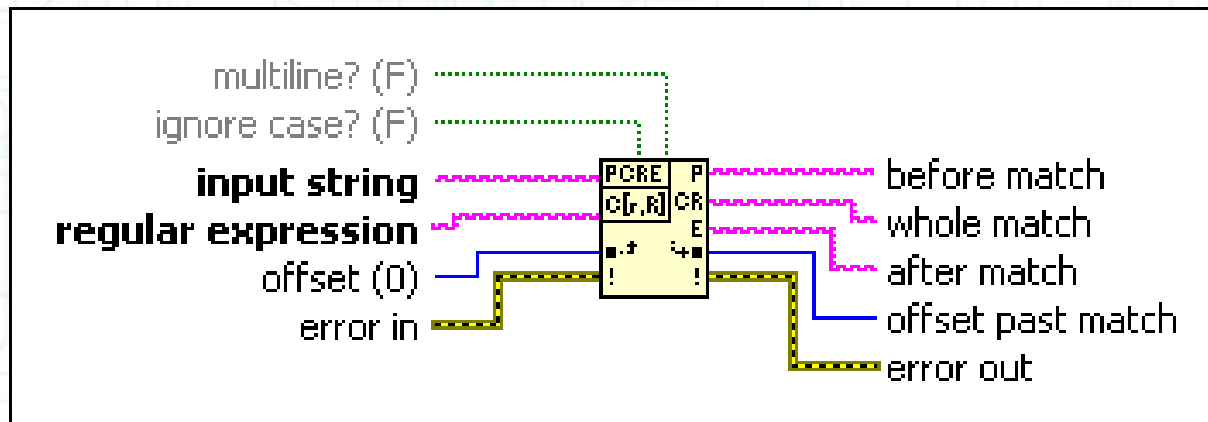 multiline? (F)
ignore case? (F)
input string
regular expression
offset (0)
error in
PCRE P
C[r,R] CR
E
! !
before match
whole match
after match
offset past match
error out